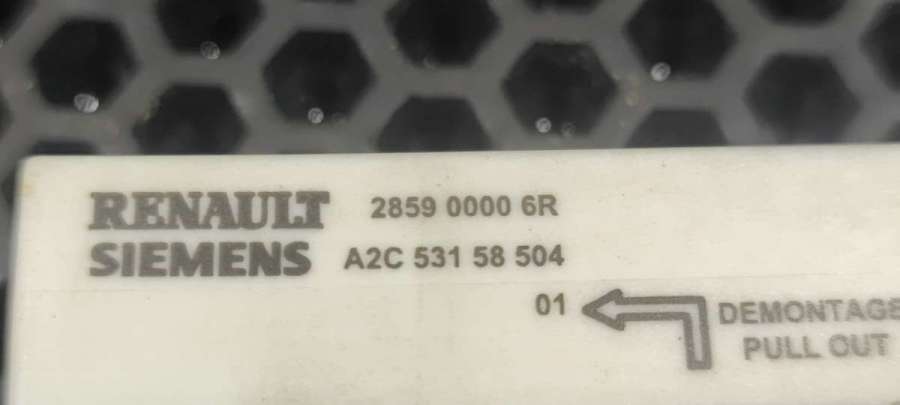 RENAULT 2859 0000 6R
SIEMENS A2C 531 58 504
01 DEMONTAGE
PULL OUT